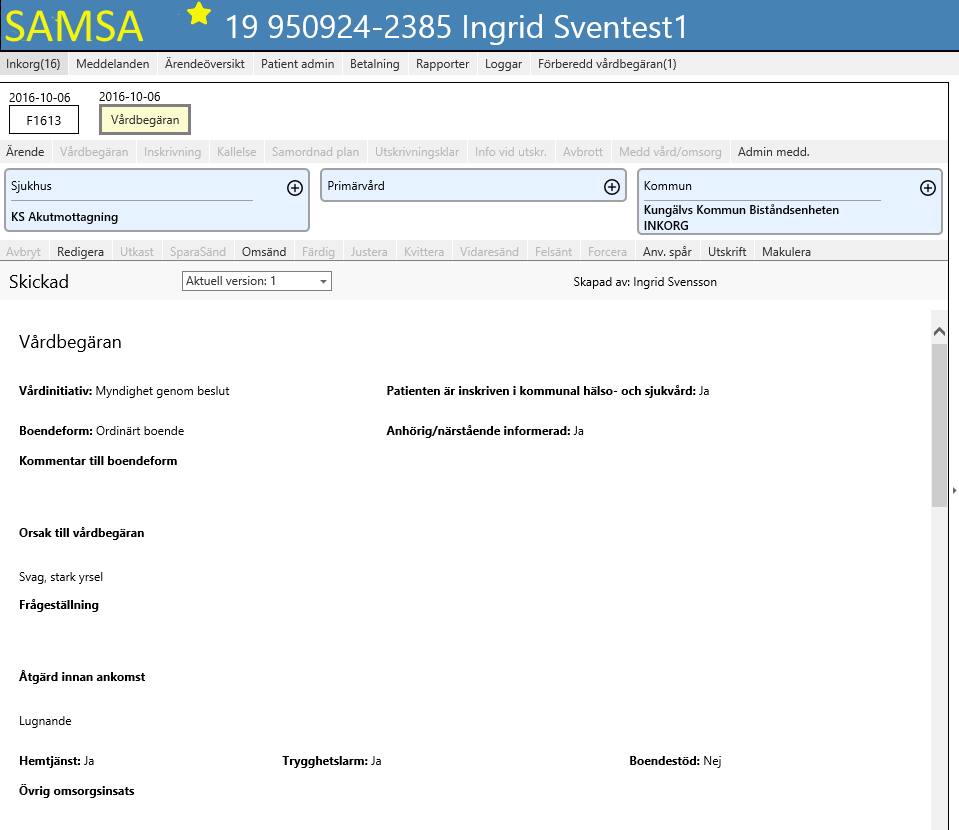 SAMSA 19 950924-2385 Ingrid Sventest1
Inkorg(16) Meddelanden Ärendeöversikt Patient admin Betalning Rapporter Loggar Förberedd vårdbegäran(1)
2016-10-06 2016-10-06
F1613 Vårdbegäran
Ärende Vårdbegäran Inskrivning Kallelse Samordnad plan Utskrivningsklar Info vid utskr. Avbrott Medd vård/omsorg Admin medd.
Sjukhus Primärvård Kommun
KS Akutmottagning Kungälvs Kommun Biståndsenheten
INKORG
Avbryt Redigera Utkast SparaSänd Omsänd Färdig Justera Kvittera Vidaresänd Felsänt Forcera Anv. spår Utskrift Makulera
Skickad Aktuell version: 1 Skapad av: Ingrid Svensson
Vårdbegäran
Vårdinitiativ: Myndighet genom beslut Patienten är inskriven i kommunal hälso- och sjukvård: Ja
Boendeform: Ordinärt boende Anhörig/närstående informerad: Ja
Kommentar till boendeform
Orsak till vårdbegäran
Svag, stark yrsel
Frågeställning
Åtgärd innan ankomst
Lugnande
Hemtjänst: Ja Trygghetslarm: Ja Boendestöd: Nej
Övrig omsorgsinsats